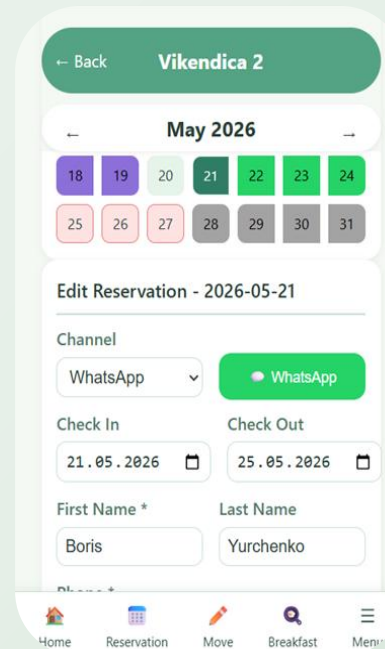 ← Back Vikendica 2
← May 2026 →
18 19 20 21 22 23 24
25 26 27 28 29 30 31
Edit Reservation - 2026-05-21
Channel
WhatsApp WhatsApp
Check In Check Out
21.05.2026 25.05.2026
First Name * Last Name
Boris Yurchenko
Phone *
Home Reservation Move Breakfast Menu